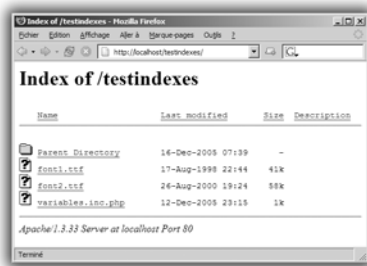 Index of /testindexes - Mozilla Firefox
Fichier Edition Affichage Aller à Marque-pages Outils ?
http://localhost/testindexes/
Index of /testindexes
Name Last modified Size Description
Parent Directory 16-Dec-2005 07:39 -
font1.ttf 17-Aug-1998 22:44 41k
font2.ttf 26-Aug-2000 19:24 58k
variables.inc.php 12-Dec-2005 23:15 1k
Apache/1.3.33 Server at localhost Port 80
Terminé